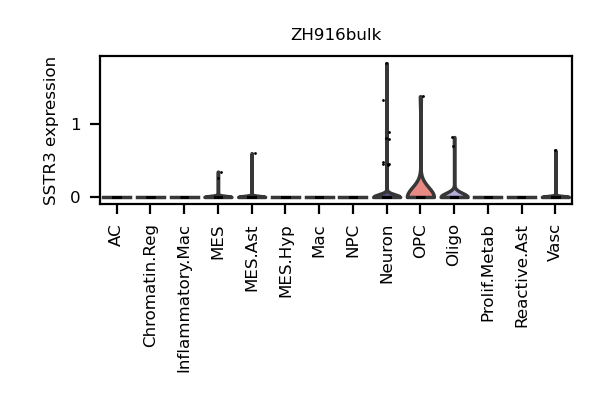 ZH916bulk
SSTR3 expression
1
0
AC
Chromatin.Reg
Inflammatory.Mac
MES
MES.Ast
MES.Hyp
Mac
NPC
Neuron
OPC
Oligo
Prolif.Metab
Reactive.Ast
Vasc